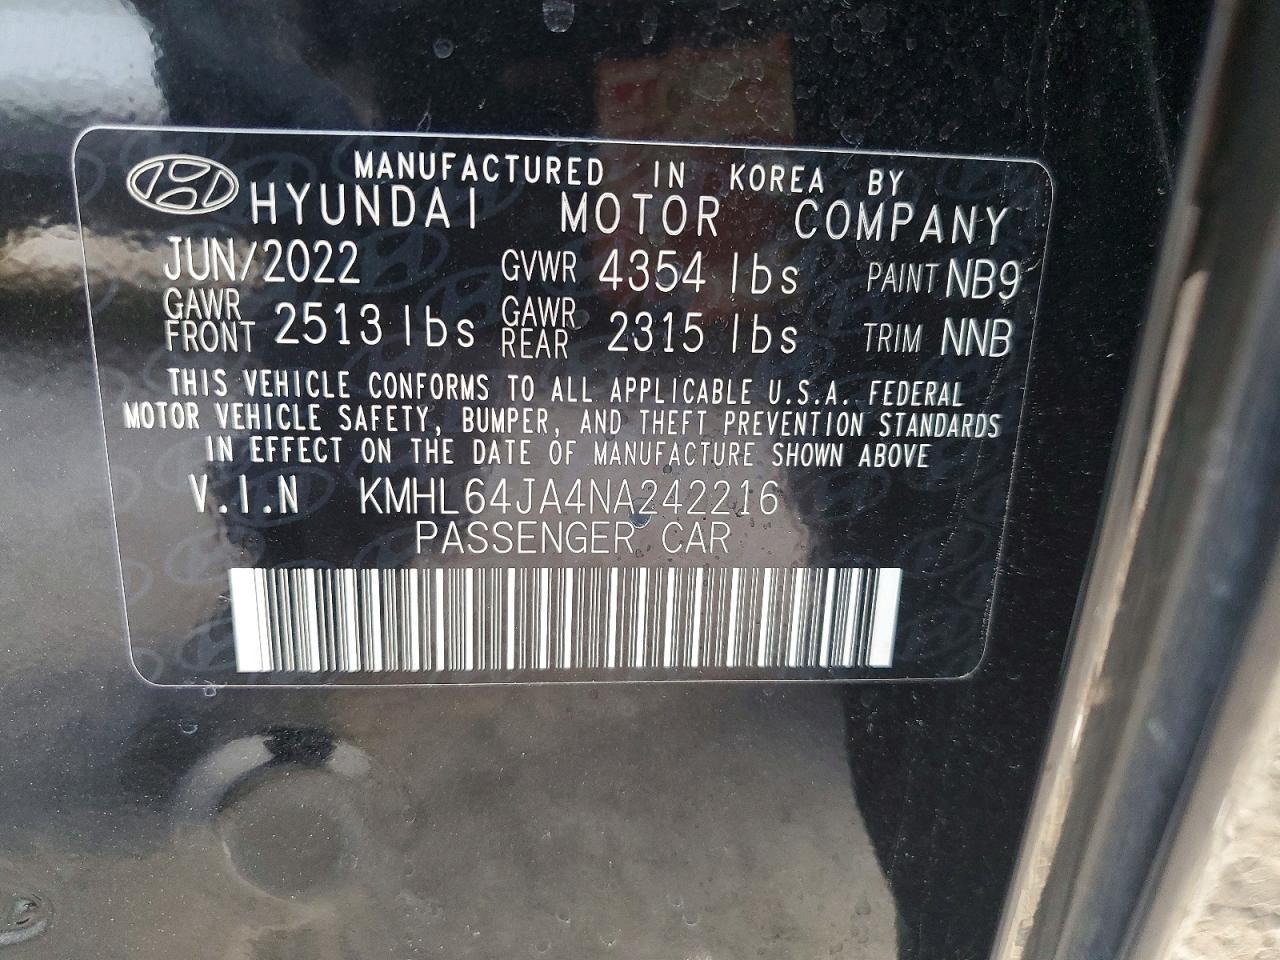 MANUFACTURED IN KOREA BY
HYUNDAI MOTOR COMPANY
JUN/2022 GVWR 4354 lbs PAINT NB9
GAWR FRONT 2513 lbs GAWR REAR 2315 lbs TRIM NNB
THIS VEHICLE CONFORMS TO ALL APPLICABLE U.S.A. FEDERAL
MOTOR VEHICLE SAFETY, BUMPER, AND THEFT PREVENTION STANDARDS
IN EFFECT ON THE DATE OF MANUFACTURE SHOWN ABOVE
V.I.N KMHL64JA4NA242216
PASSENGER CAR